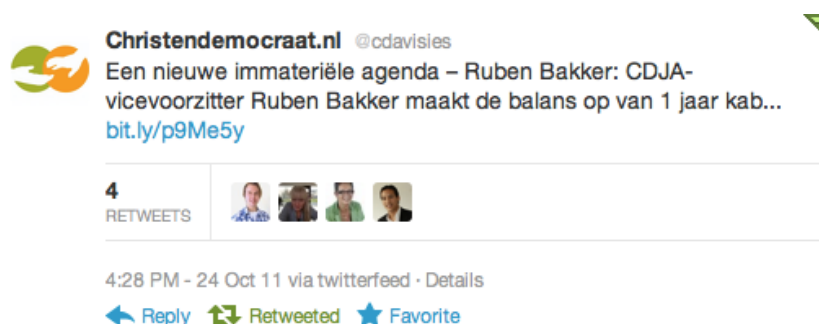 Christendemocraat.nl @cdavisies
Een nieuwe immateriële agenda – Ruben Bakker: CDJA-
vicevoorzitter Ruben Bakker maakt de balans op van 1 jaar kab...
bit.ly/p9Me5y
4
RETWEETS
4:28 PM - 24 Oct 11 via twitterfeed · Details
Reply Retweeted Favorite